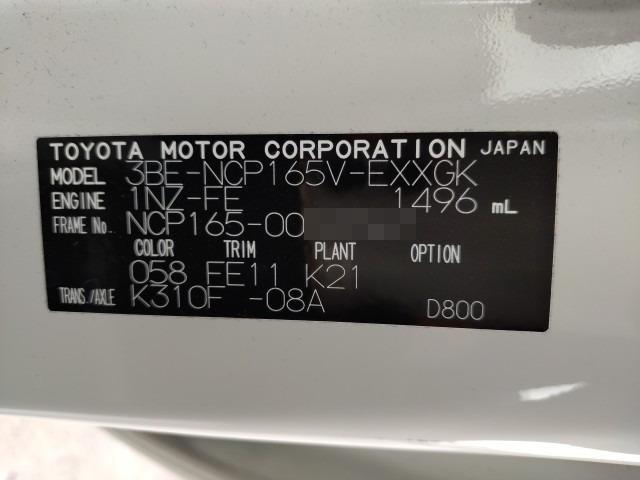 TOYOTA MOTOR CORPORATION JAPAN
MODEL 3BE-NCP165V-EXXGK
ENGINE 1NZ-FE 1496 mL
FRAME No. NCP165-00
COLOR TRIM PLANT OPTION
058 FE11 K21
TRANS./AXLE K310F -08A D800